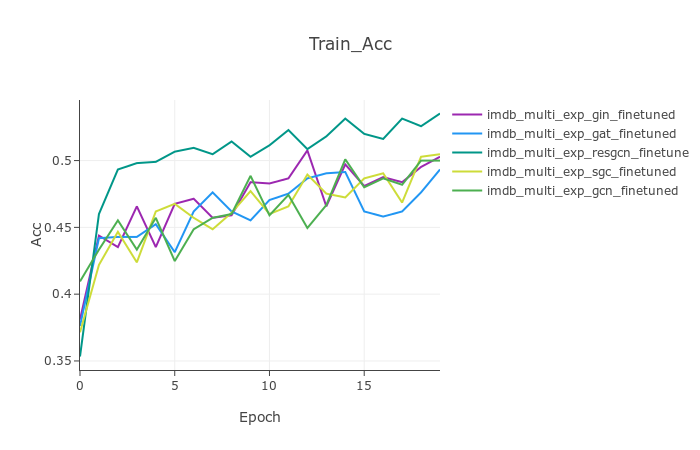 Train_Acc
imdb_multi_exp_gin_finetuned
imdb_multi_exp_gat_finetuned
imdb_multi_exp_resgcn_finetune
imdb_multi_exp_sgc_finetuned
imdb_multi_exp_gcn_finetuned
0.5
0.45
0.4
0.35
Acc
0 5 10 15
Epoch